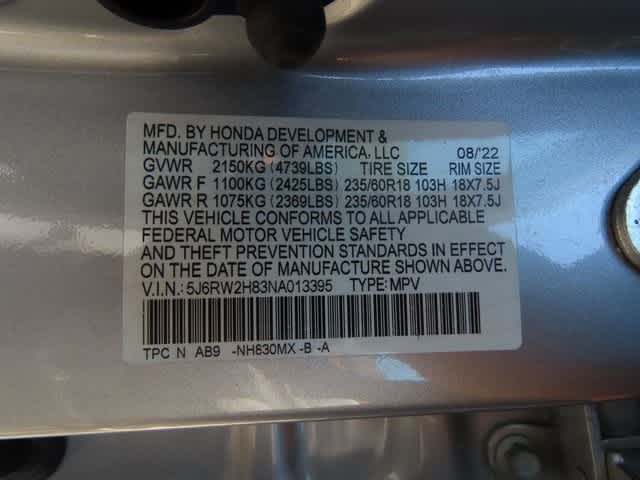 MFD. BY HONDA DEVELOPMENT &
MANUFACTURING OF AMERICA, LLC 08/'22
GVWR 2150KG (4739LBS) TIRE SIZE RIM SIZE
GAWR F 1100KG (2425LBS) 235/60R18 103H 18X7.5J
GAWR R 1075KG (2369LBS) 235/60R18 103H 18X7.5J
THIS VEHICLE CONFORMS TO ALL APPLICABLE
FEDERAL MOTOR VEHICLE SAFETY
AND THEFT PREVENTION STANDARDS IN EFFECT
ON THE DATE OF MANUFACTURE SHOWN ABOVE.
V.I.N.: 5J6RW2H83NA013395 TYPE: MPV
TPC N AB9 -NH830MX -B -A